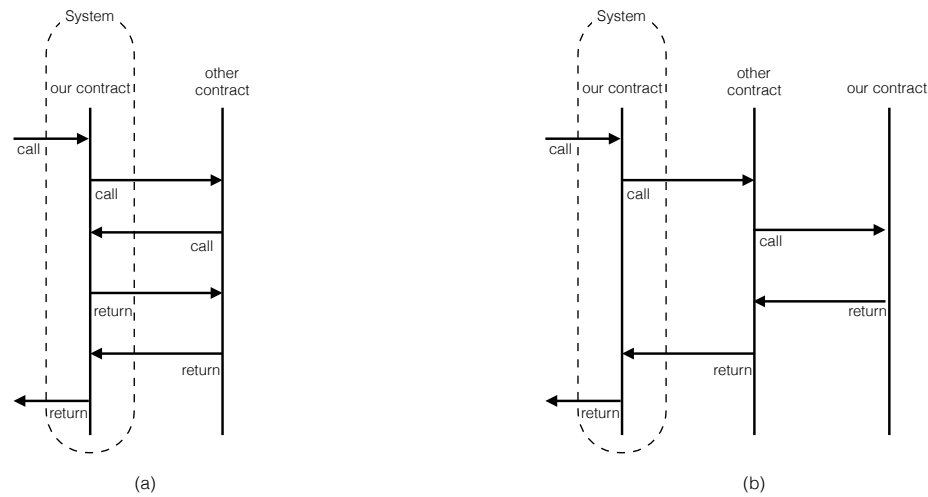 System
our contract
other
contract
call
call
call
return
return
return
(a)
System
our contract
other
contract
our contract
call
call
call
return
return
return
(b)